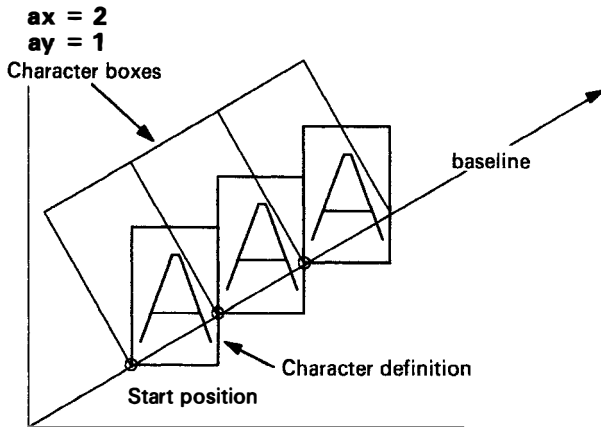 ax = 2
ay = 1
Character boxes
baseline
A
A
A
Character definition
Start position